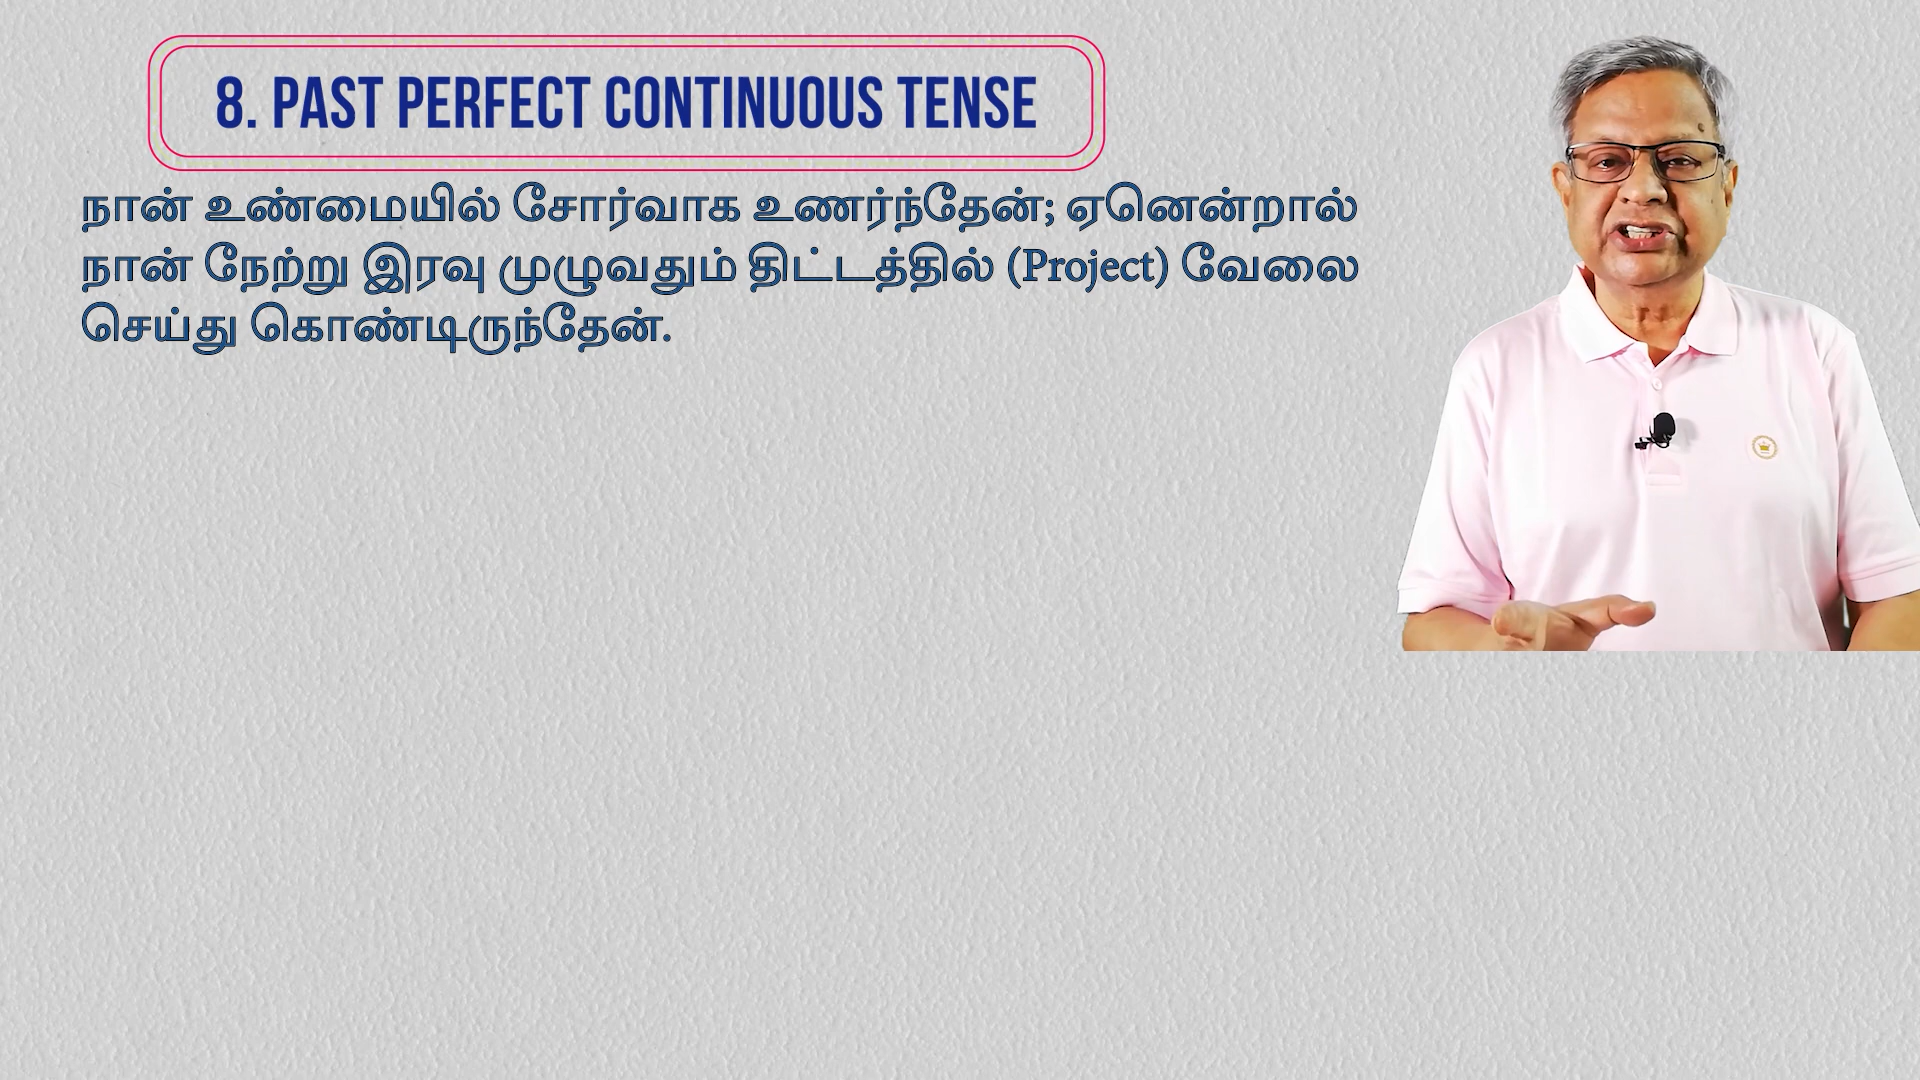 8. PAST PERFECT CONTINUOUS TENSE
நான் உண்மையில் சோர்வாக உணர்ந்தேன்; ஏனென்றால்
நான் நேற்று இரவு முழுவதும் திட்டத்தில் (Project) வேலை
செய்து கொண்டிருந்தேன்.